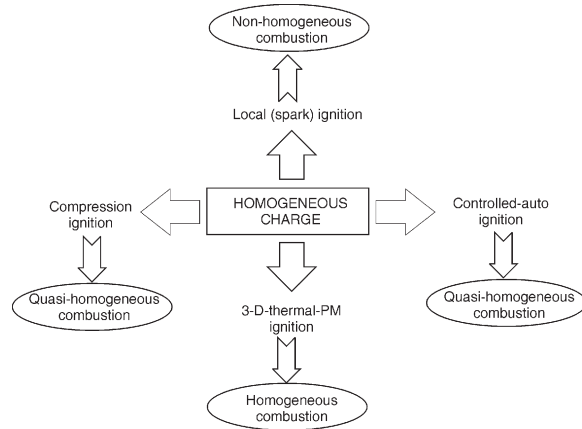 Non-homogeneous
combustion
Local (spark) ignition
Compression
ignition
HOMOGENEOUS
CHARGE
Controlled-auto
ignition
Quasi-homogeneous
combustion
3-D-thermal-PM
ignition
Quasi-homogeneous
combustion
Homogeneous
combustion